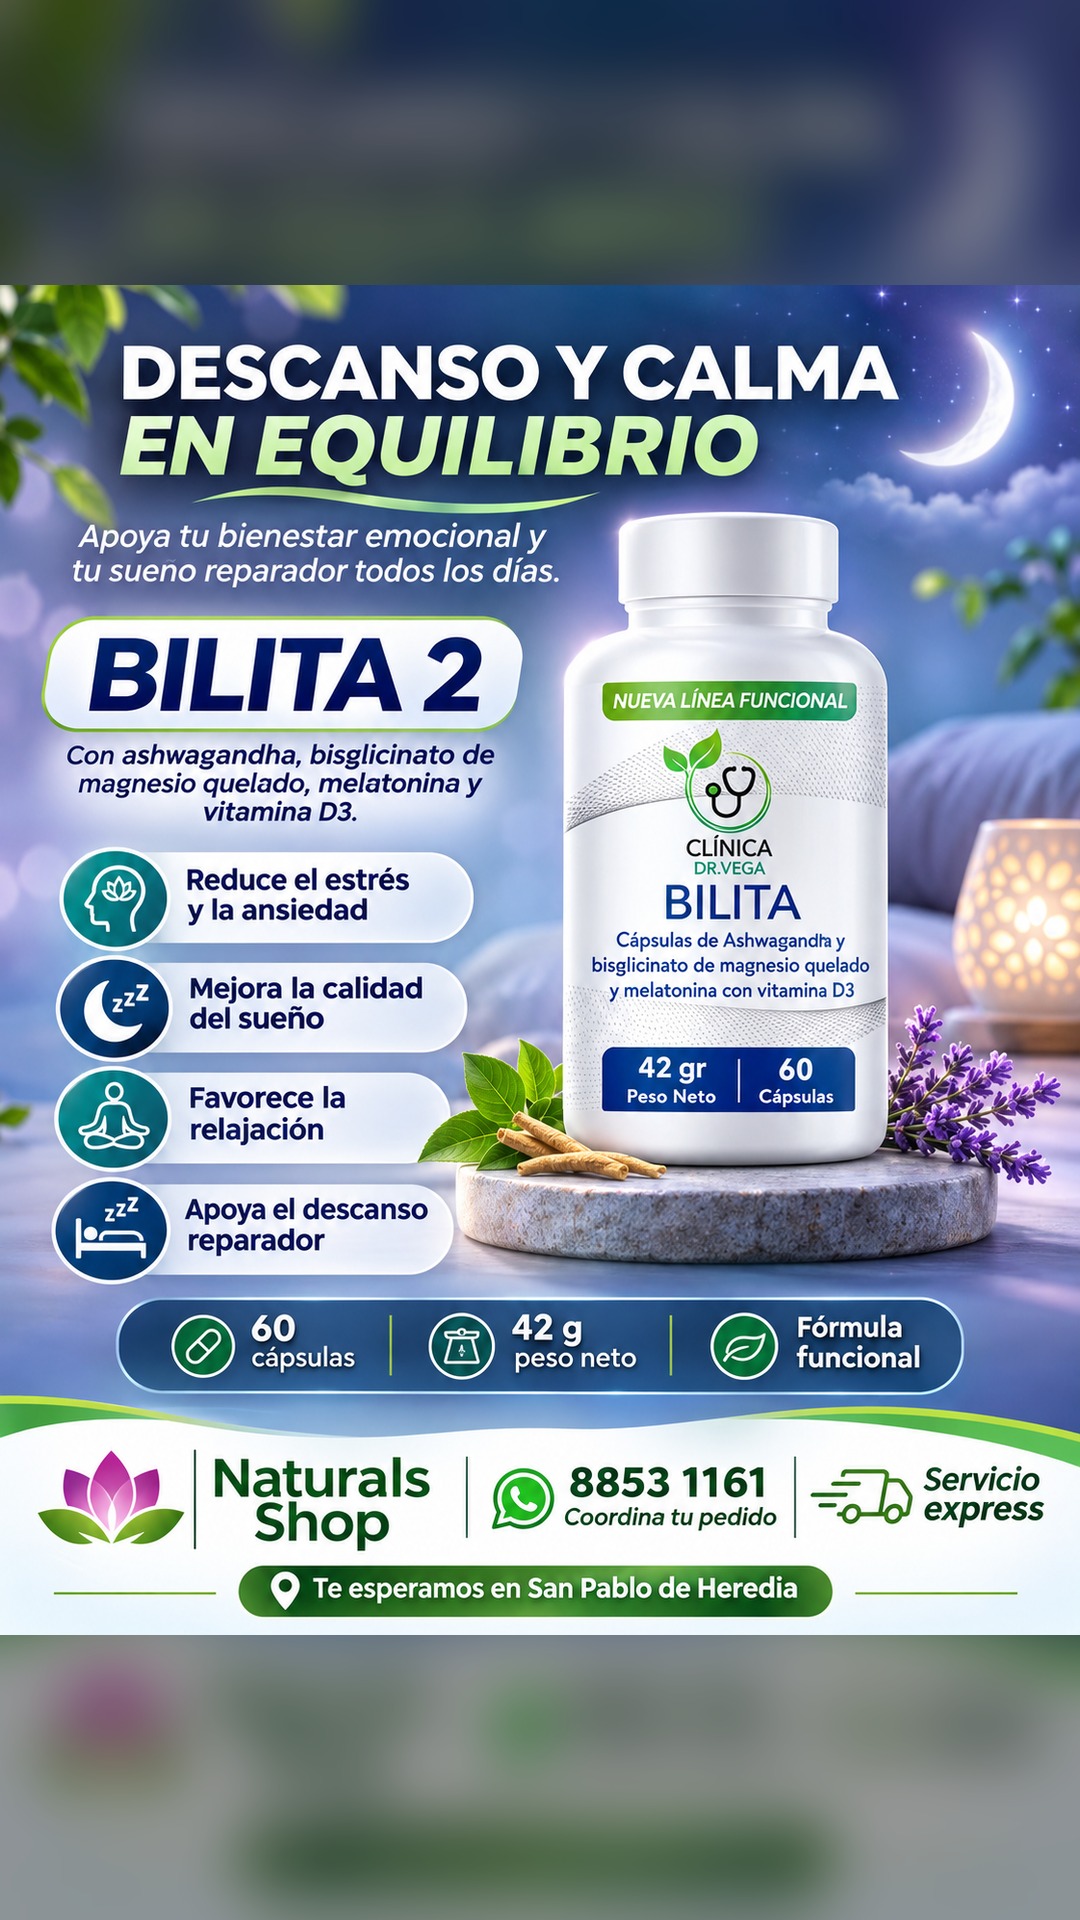 DESCANSO Y CALMA
EN EQUILIBRIO
Apoya tu bienestar emocional y
tu sueño reparador todos los días.
BILITA 2
Con ashwagandha, bisglicinato de
magnesio quelado, melatonina y
vitamina D3.
Reduce el estrés
y la ansiedad
zzz
Mejora la calidad
del sueño
Favorece la
relajación
zzz
Apoya el descanso
reparador
NUEVA LÍNEA FUNCIONAL
CLÍNICA
DR.VEGA
BILITA
Cápsulas de Ashwagandha y
bisglicinato de magnesio quelado
y melatonina con vitamina D3
42 gr
Peso Neto
60
Cápsulas
60
cápsulas
42 g
peso neto
Fórmula
funcional
Naturals
Shop
8853 1161
Coordina tu pedido
Servicio
express
Te esperamos en San Pablo de Heredia